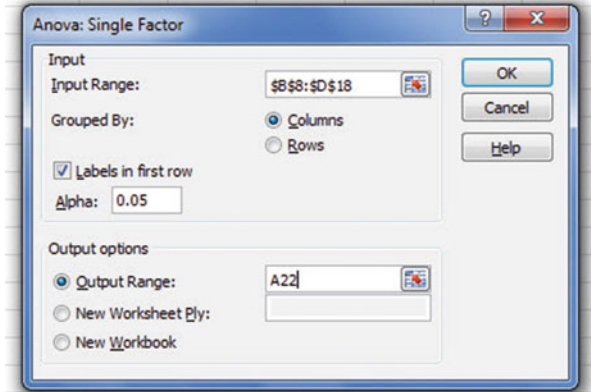 Anova: Single Factor
Input
Input Range:
$B$8:$D$18
Grouped By:
Columns
Rows
Labels in first row
Alpha:
0.05
Output options
Output Range:
A22
New Worksheet Ply:
New Workbook
?
X
OK
Cancel
Help